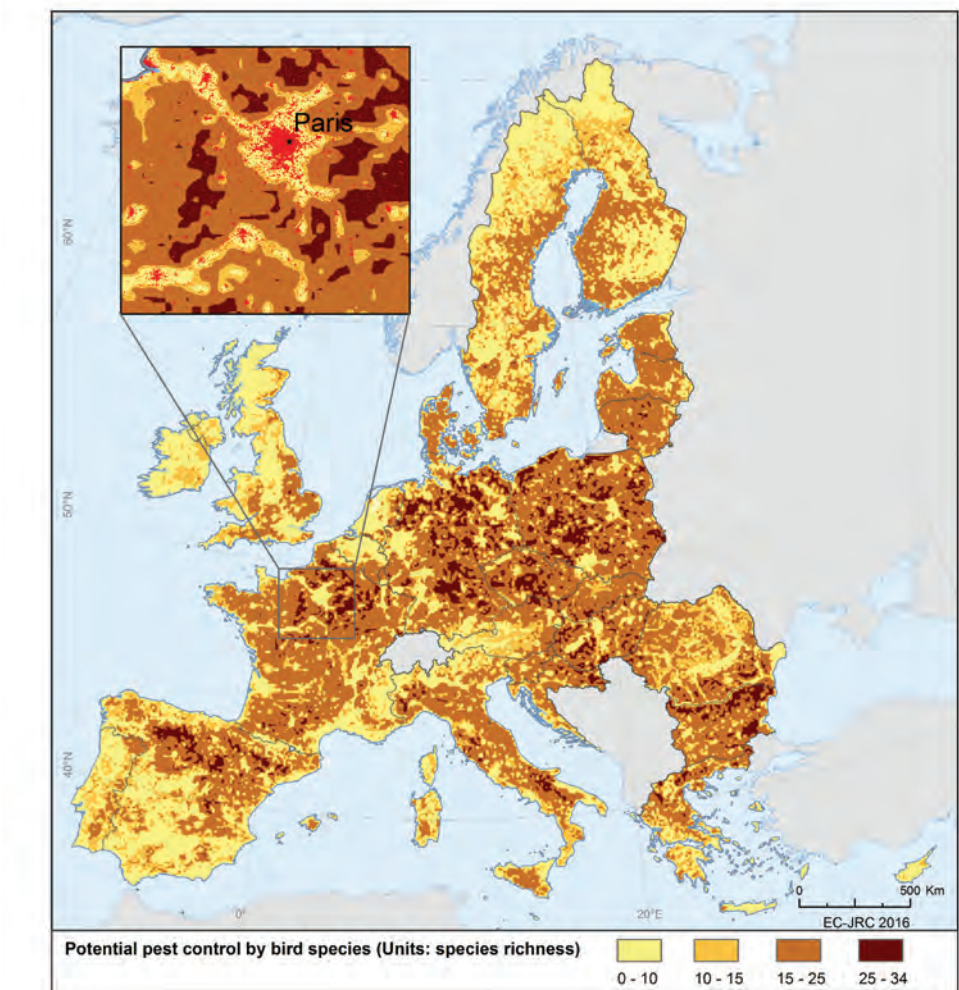 Paris
60°N
50°N
40°N
0°
20°E
0 500 Km
EC-JRC 2016
Potential pest control by bird species (Units: species richness)
0 - 10 10 - 15 15 - 25 25 - 34